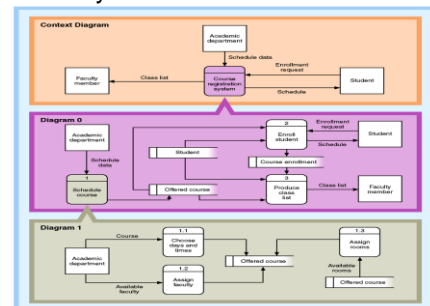 Context Diagram
Academic
department
Schedule data
Enrollment
request
Faculty
member
Class list
Course
registration
system
Student
Schedule
Diagram 0
Academic
department
Schedule
data
2
Enroll
student
Enrollment
request
Student
Schedule
Student
Course enrollment
1
Schedule
course
Offered course
3
Produce
class
list
Class list
Faculty
member
Diagram 1
Course
1.1
Choose
days and
times
1.3
Assign
rooms
Academic
department
Offered course
Available
rooms
1.2
Assign
faculty
Available
faculty
Offered course